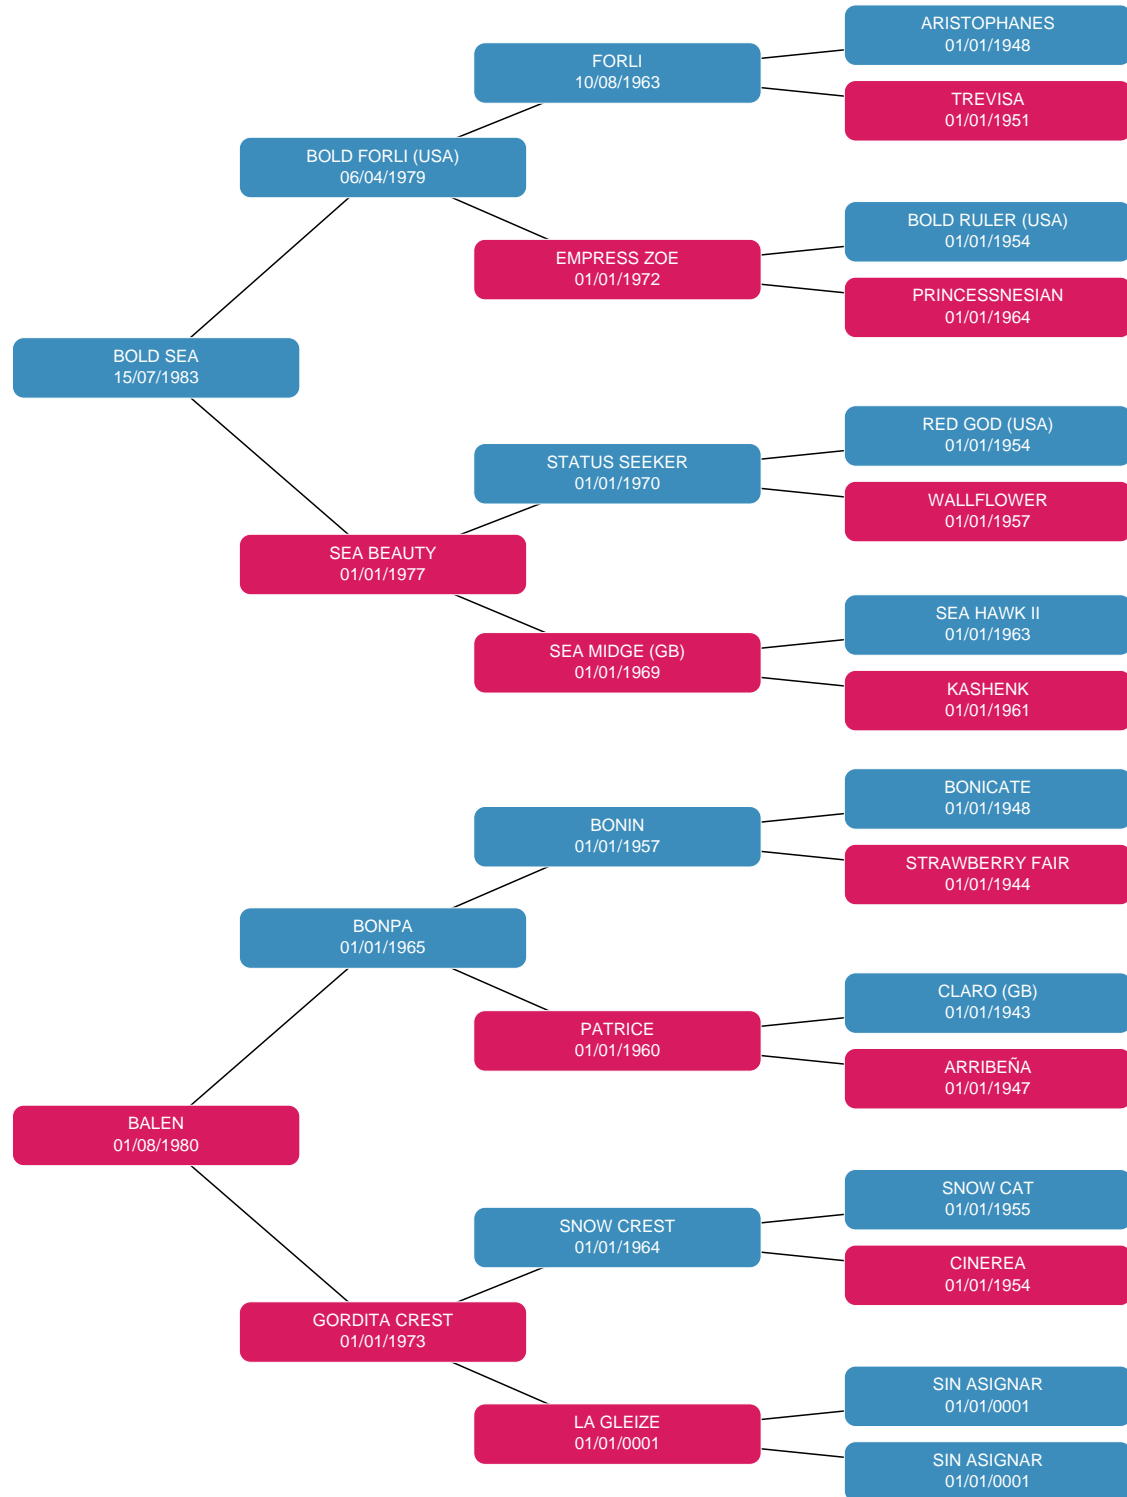 ARISTOPHANES
01/01/1948
FORLI
10/08/1963
TREVISA
01/01/1951
BOLD FORLI (USA)
06/04/1979
BOLD RULER (USA)
01/01/1954
EMPRESS ZOE
01/01/1972
PRINCESSNESIAN
01/01/1964
BOLD SEA
15/07/1983
RED GOD (USA)
01/01/1954
STATUS SEEKER
01/01/1970
WALLFLOWER
01/01/1957
SEA BEAUTY
01/01/1977
SEA HAWK II
01/01/1963
SEA MIDGE (GB)
01/01/1969
KASHENK
01/01/1961
BONICATE
01/01/1948
BONIN
01/01/1957
STRAWBERRY FAIR
01/01/1944
BONPA
01/01/1965
CLARO (GB)
01/01/1943
PATRICE
01/01/1960
ARRIBEÑA
01/01/1947
BALEN
01/08/1980
SNOW CAT
01/01/1955
SNOW CREST
01/01/1964
CINEREA
01/01/1954
GORDITA CREST
01/01/1973
SIN ASIGNAR
01/01/0001
LA GLEIZE
01/01/0001
SIN ASIGNAR
01/01/0001